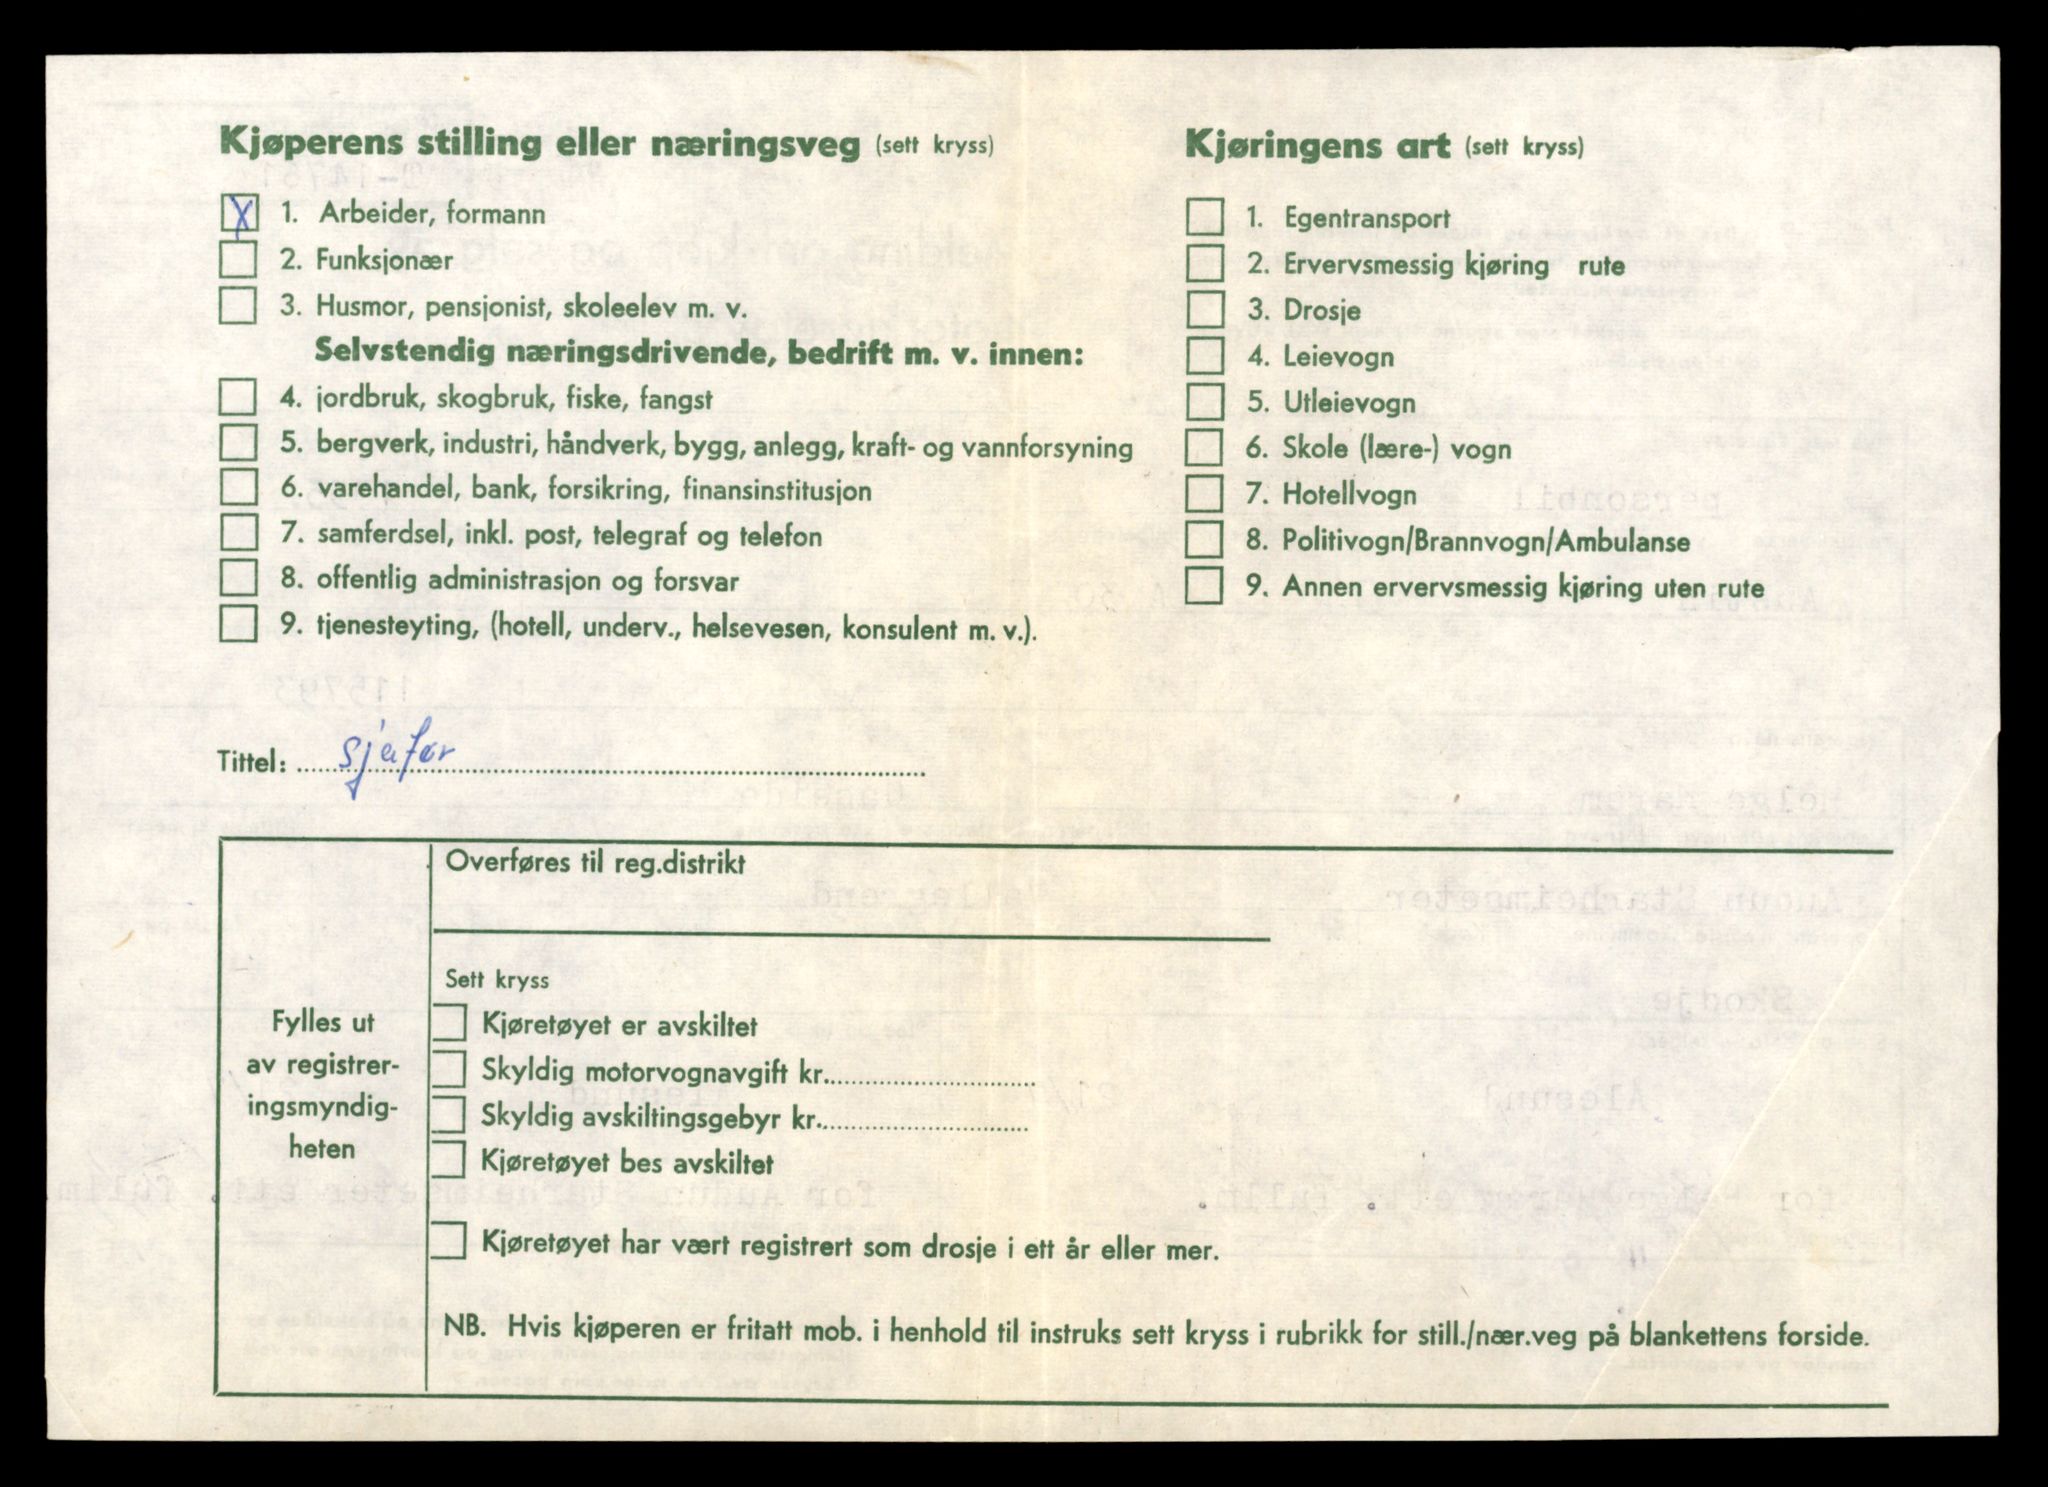 Kjøperens stilling eller næringsveg (sett kryss)
X 1. Arbeider, formann
2. Funksjonær
3. Husmor, pensjonist, skoleelev m. v.
Selvstendig næringsdrivende, bedrift m. v. innen:
4. jordbruk, skogbruk, fiske, fangst
5. bergverk, industri, håndverk, bygg, anlegg, kraft- og vannforsyning
6. varehandel, bank, forsikring, finansinstitusjon
7. samferdsel, inkl. post, telegraf og telefon
8. offentlig administrasjon og forsvar
9. tjenesteyting, (hotell, underv., helsevesen, konsulent m. v.).
Kjøringens art (sett kryss)
1. Egentransport
2. Ervervsmessig kjøring rute
3. Drosje
4. Leievogn
5. Utleievogn
6. Skole (lære-) vogn
7. Hotellvogn
8. Politivogn/Brannvogn/Ambulanse
9. Annen ervervsmessig kjøring uten rute
Tittel: sjafør
Fylles ut
av registrer-
ingsmyndig-
heten
Overføres til reg.distrikt
Sett kryss
Kjøretøyet er avskiltet
Skyldig motorvognavgift kr.
Skyldig avskiltingsgebyr kr.
Kjøretøyet bes avskiltet
Kjøretøyet har vært registrert som drosje i ett år eller mer.
NB. Hvis kjøperen er fritatt mob. i henhold til instruks sett kryss i rubrikk for still./nær.veg på blankettens forside.